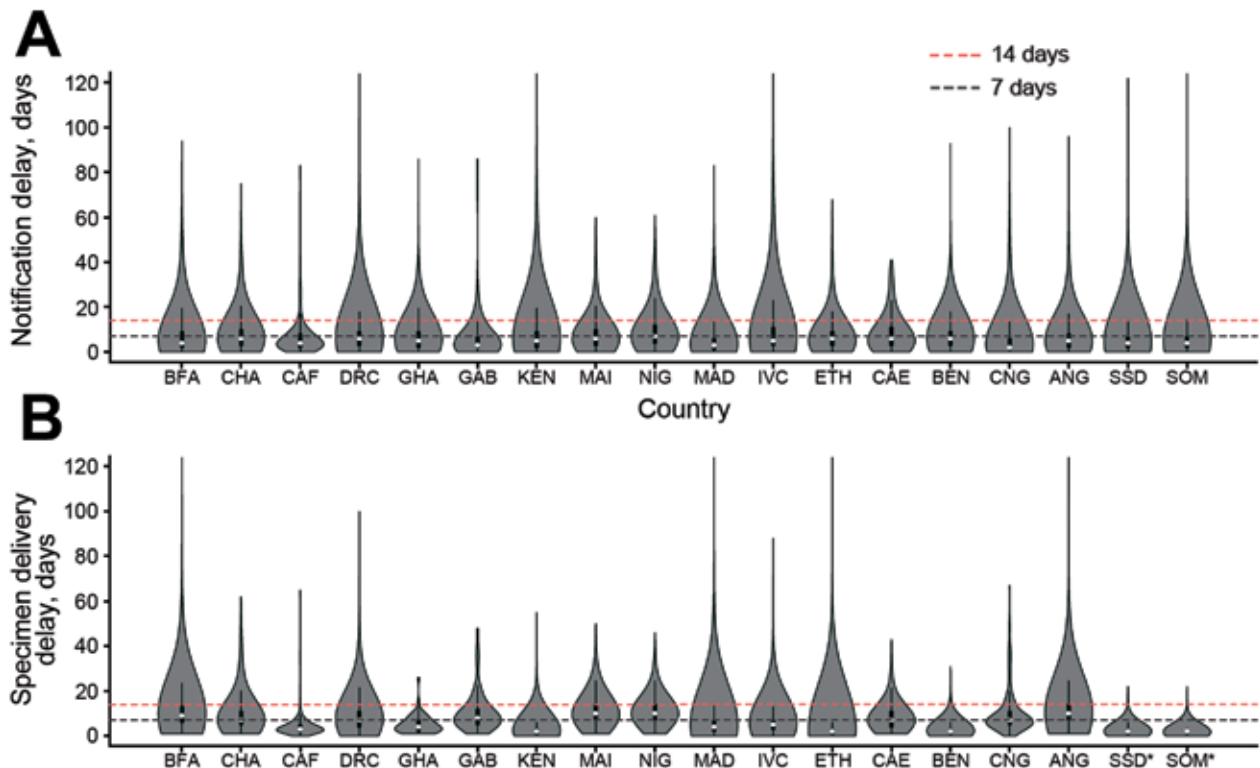 A
14 days
7 days
Notification delay, days
120
100
80
60
40
20
0
BFA CHA CAF DRC GHA GAB KEN MAI NIG MAD IVC ETH CAE BEN CNG ANG SSD SOM
Country
B
Specimen delivery
delay, days
120
100
80
60
40
20
0
BFA CHA CAF DRC GHA GAB KEN MAI NIG MAD IVC ETH CAE BEN CNG ANG SSD* SOM*